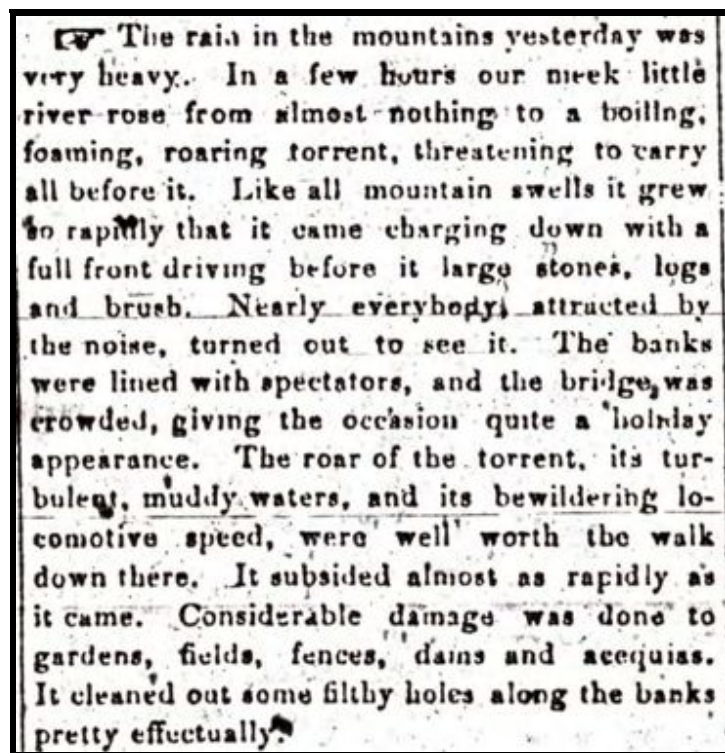 ☞ The rain in the mountains yesterday was
very heavy. In a few hours our meek little
river rose from almost nothing to a boiling,
foaming, roaring torrent, threatening to carry
all before it. Like all mountain swells it grew
so rapidly that it came charging down with a
full front driving before it large stones, logs
and brush. Nearly everybody, attracted by
the noise, turned out to see it. The banks
were lined with spectators, and the bridge was
crowded, giving the occasion quite a holiday
appearance. The roar of the torrent, its tur-
bulent, muddy waters, and its bewildering lo-
comotive speed, were well worth the walk
down there. It subsided almost as rapidly as
it came. Considerable damage was done to
gardens, fields, fences, dams and acequias.
It cleaned out some filthy holes along the banks
pretty effectually.